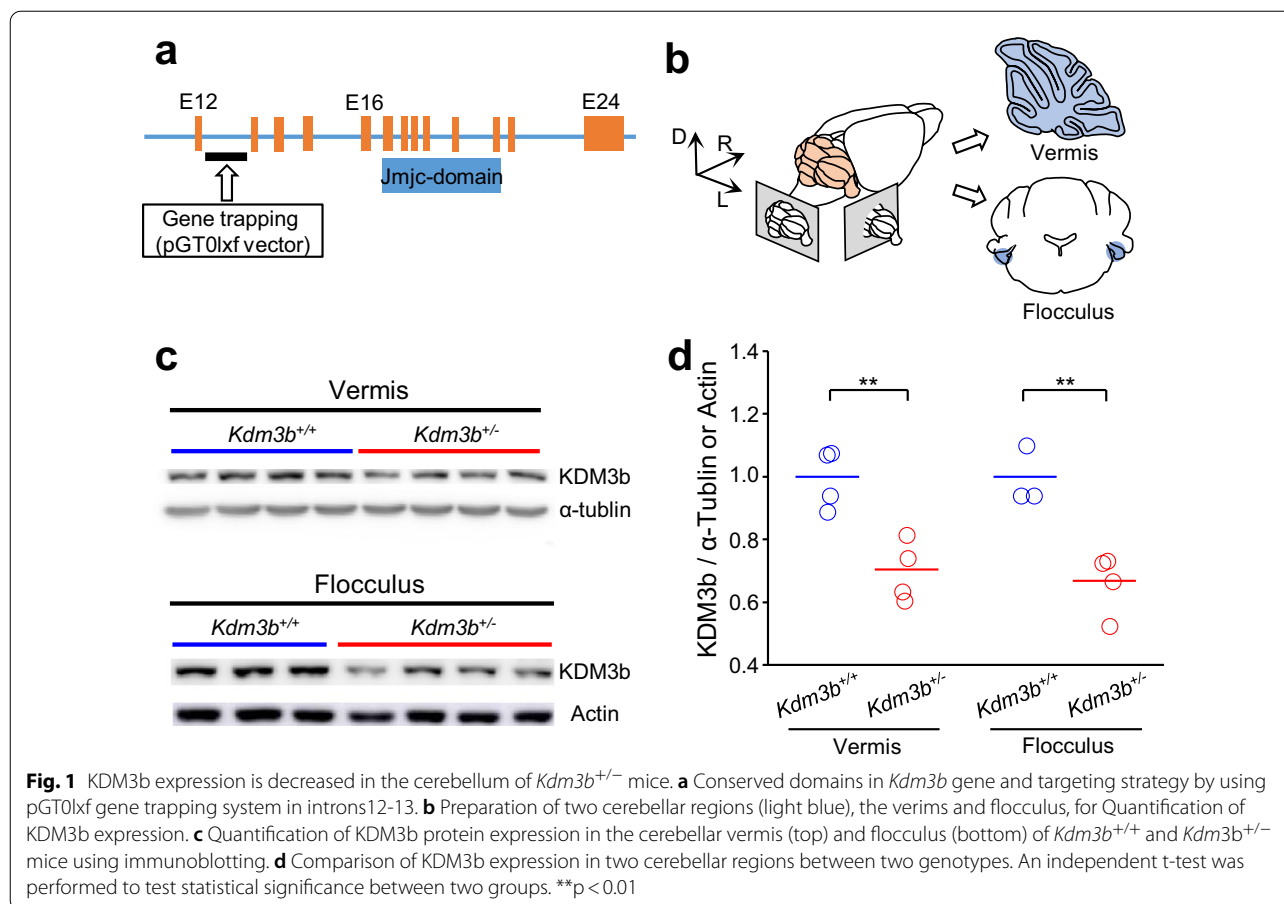 a
E12
E16
E24
Jmjc-domain
Gene trapping
(pGT0lxf vector)
b
D
R
L
Vermis
Flocculus
c
Vermis
Kdm3b+/+
Kdm3b+/-
KDM3b
α-tublin
Flocculus
Kdm3b+/+
Kdm3b+/-
KDM3b
Actin
d
KDM3b / α-Tublin or Actin
1.4
1.2
1.0
0.8
0.6
0.4
**
**
Kdm3b+/+
Kdm3b+/-
Kdm3b+/+
Kdm3b+/-
Vermis
Flocculus
Fig. 1 KDM3b expression is decreased in the cerebellum of Kdm3b+/− mice. a Conserved domains in Kdm3b gene and targeting strategy by using
pGT0lxf gene trapping system in introns12-13. b Preparation of two cerebellar regions (light blue), the verims and flocculus, for Quantification of
KDM3b expression. c Quantification of KDM3b protein expression in the cerebellar vermis (top) and flocculus (bottom) of Kdm3b+/+ and Kdm3b+/−
mice using immunoblotting. d Comparison of KDM3b expression in two cerebellar regions between two genotypes. An independent t-test was
performed to test statistical significance between two groups. **p < 0.01